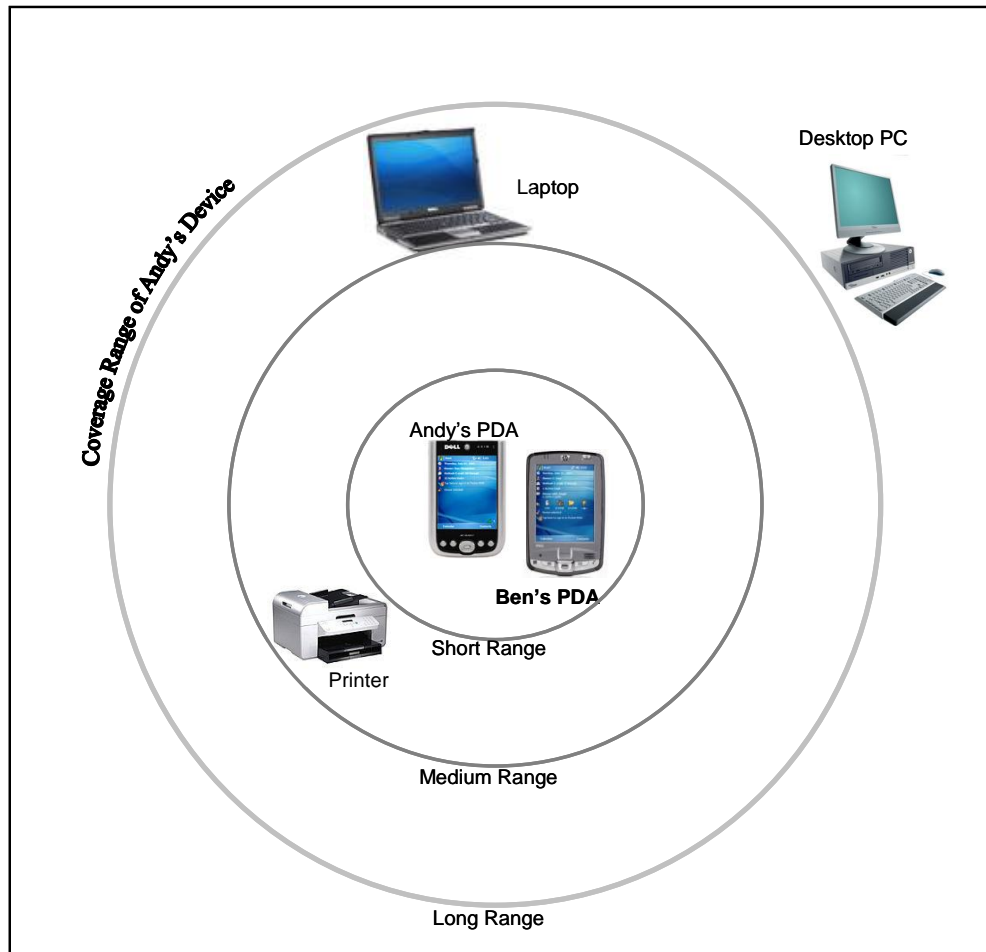 Desktop PC
Laptop
Coverage Range of Andy's Device
Andy's PDA
DELL
Ben's PDA
Short Range
Printer
Medium Range
Long Range